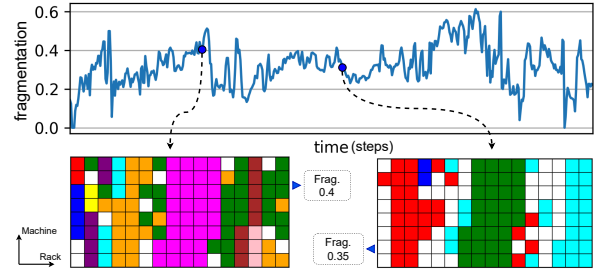 fragmentation
0.6
0.4
0.2
0.0
time (steps)
Frag.
0.4
Frag.
0.35
Machine
Rack